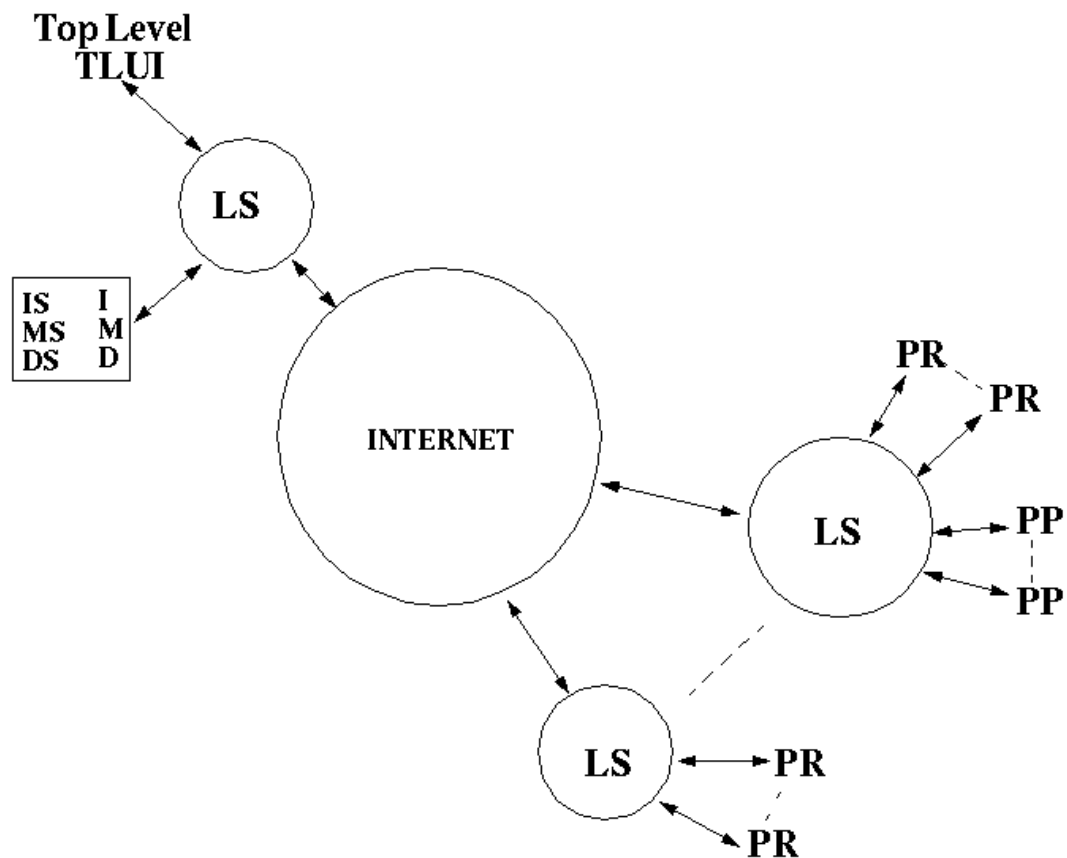 Top Level
TLUI
LS
IS I
MS M
DS D
INTERNET
PR
PR
LS
PP
PP
LS
PR
PR